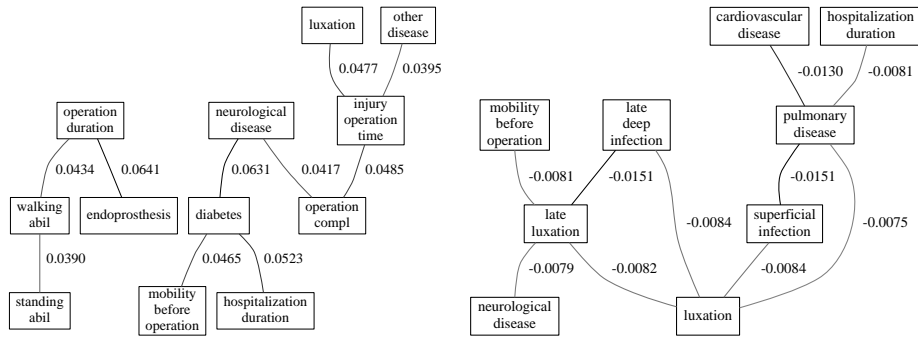 luxation
other
disease
0.0477
0.0395
operation
duration
neurological
disease
injury
operation
time
0.0434
0.0641
0.0631
0.0417
0.0485
walking
abil
endoprosthesis
diabetes
operation
compl
0.0390
0.0465
0.0523
standing
abil
mobility
before
operation
hospitalization
duration
cardiovascular
disease
hospitalization
duration
-0.0130
-0.0081
mobility
before
operation
late
deep
infection
pulmonary
disease
-0.0081
-0.0151
-0.0151
late
luxation
-0.0084
superficial
infection
-0.0075
-0.0079
-0.0082
-0.0084
neurological
disease
luxation